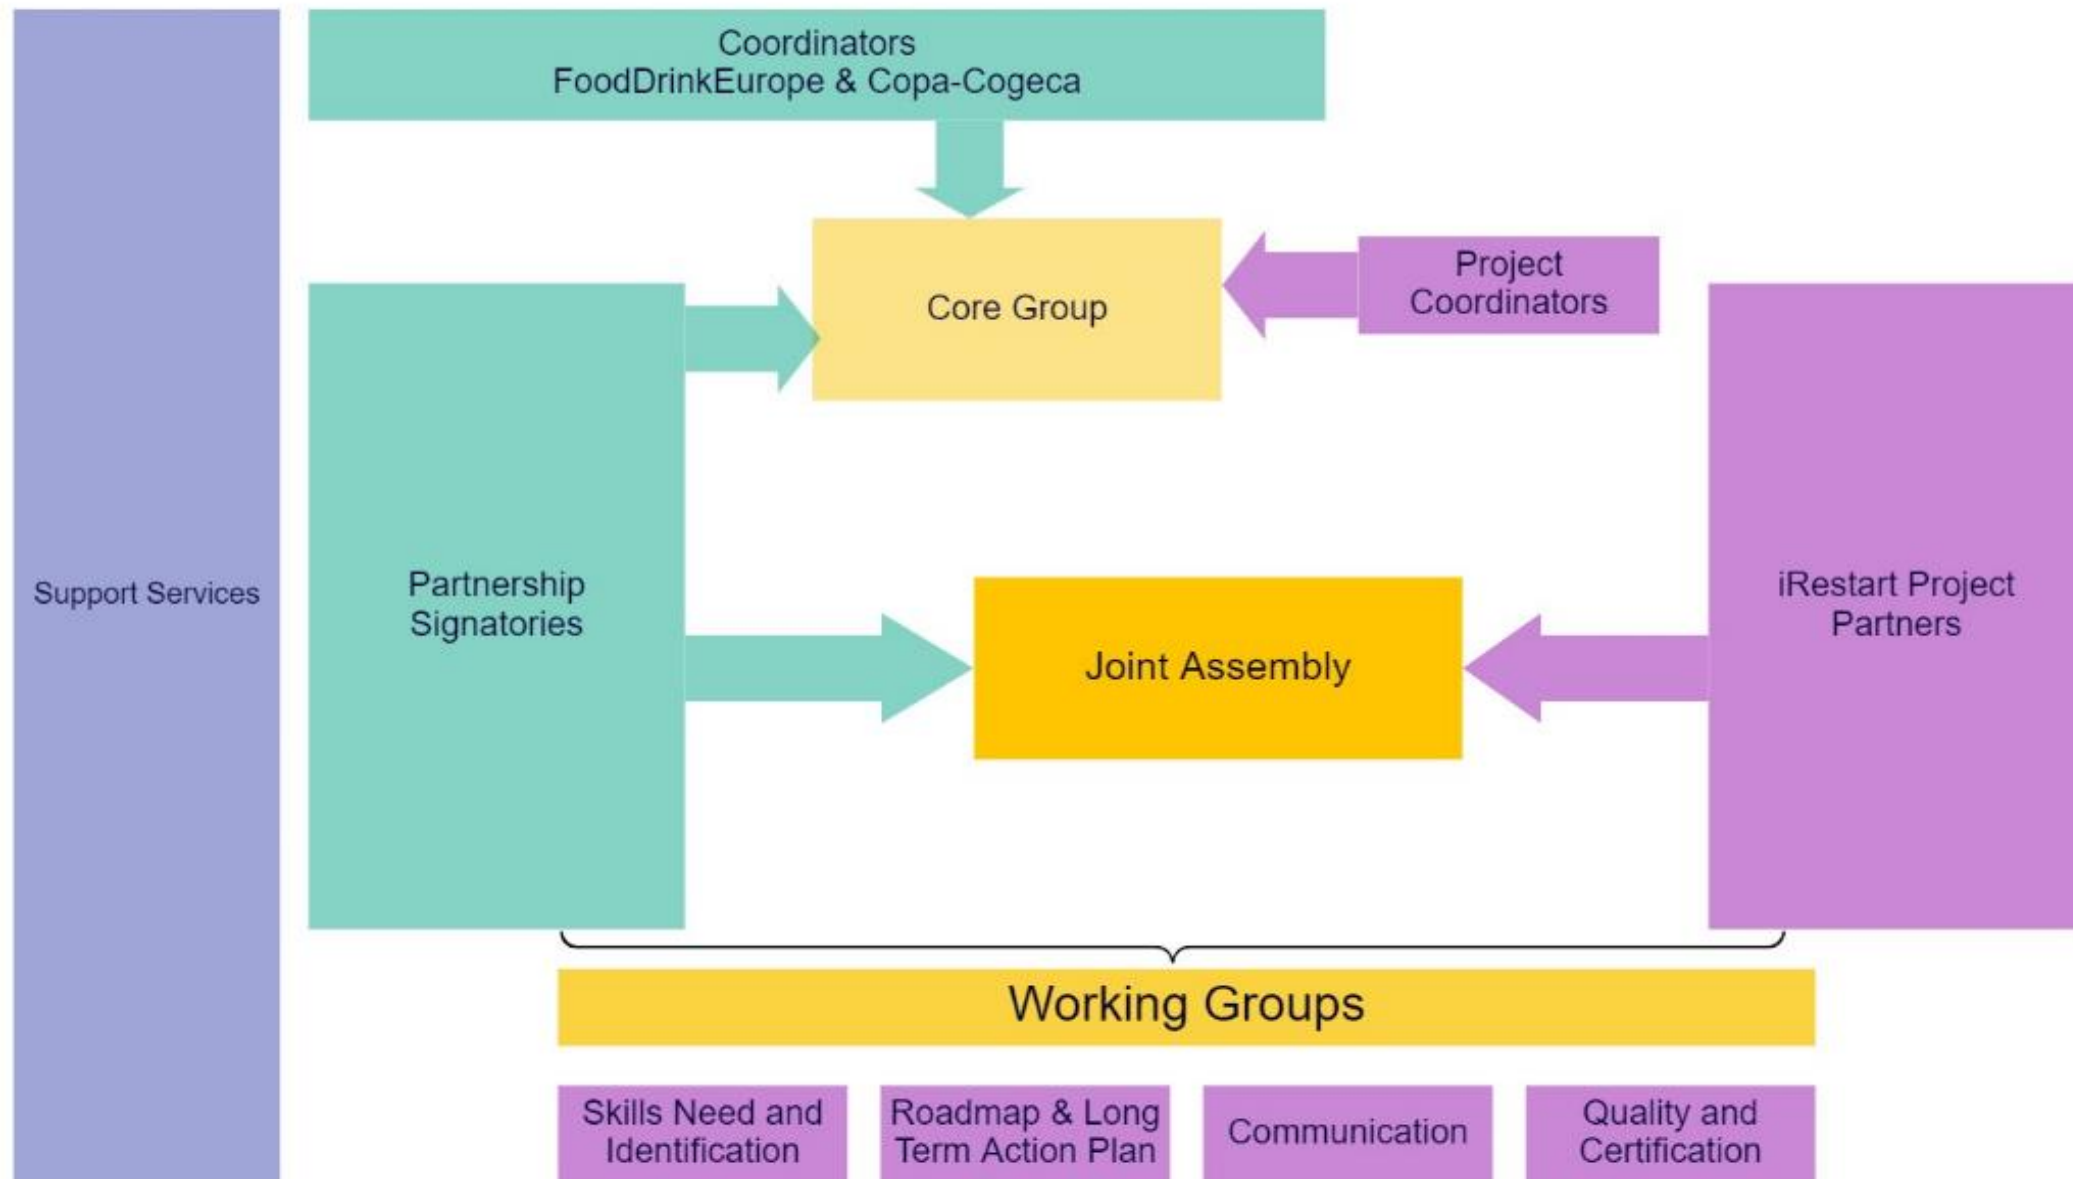 Coordinators
FoodDrinkEurope & Copa-Cogeca
Core Group
Project
Coordinators
Support Services
Partnership
Signatories
Joint Assembly
iRestart Project
Partners
Working Groups
Skills Need and
Identification
Roadmap & Long
Term Action Plan
Communication
Quality and
Certification